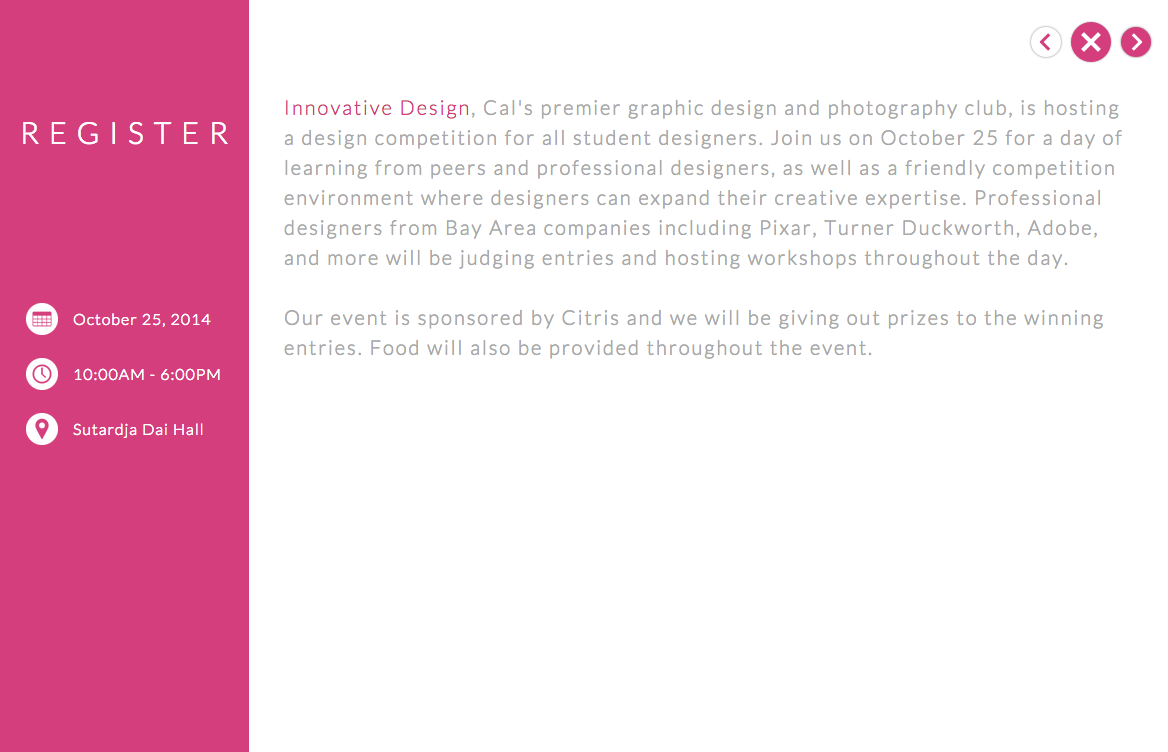 REGISTER
October 25, 2014
10:00AM - 6:00PM
Sutardja Dai Hall
Innovative Design, Cal's premier graphic design and photography club, is hosting
a design competition for all student designers. Join us on October 25 for a day of
learning from peers and professional designers, as well as a friendly competition
environment where designers can expand their creative expertise. Professional
designers from Bay Area companies including Pixar, Turner Duckworth, Adobe,
and more will be judging entries and hosting workshops throughout the day.
Our event is sponsored by Citris and we will be giving out prizes to the winning
entries. Food will also be provided throughout the event.